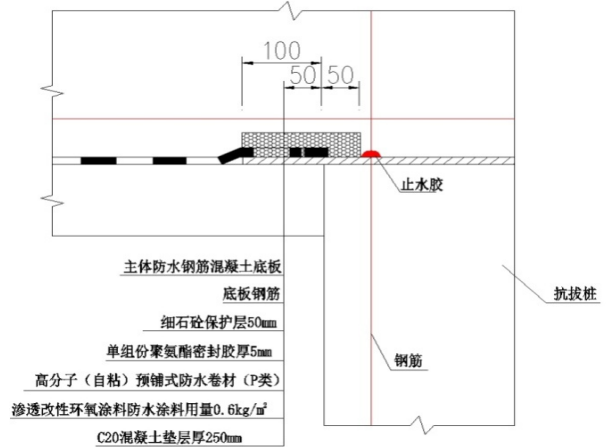 100
50 50
止水胶
主体防水钢筋混凝土底板
底板钢筋
抗拔桩
细石砼保护层50mm
单组份聚氨酯密封胶厚5mm
钢筋
高分子（自粘）预铺式防水卷材（P类）
渗透改性环氧涂料防水涂料用量0.6kg/m²
C20混凝土垫层厚250mm